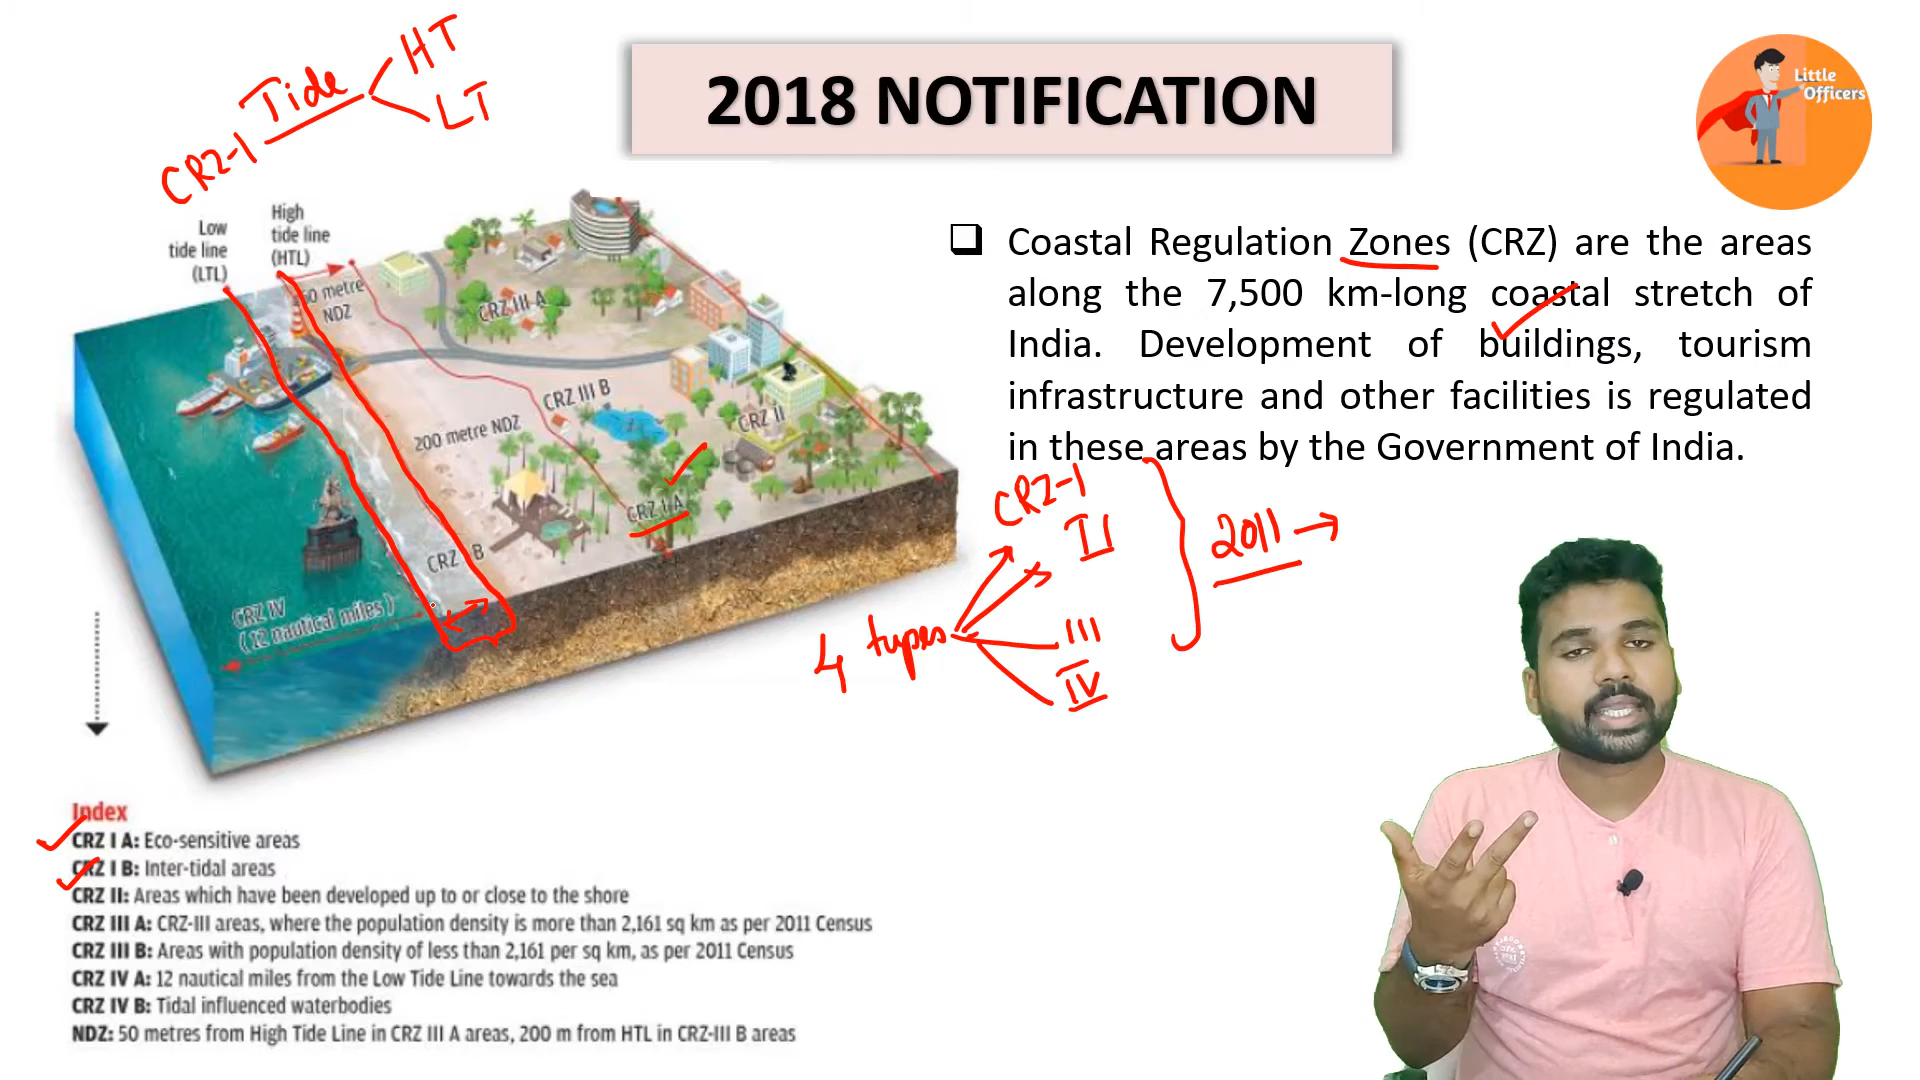 2018 NOTIFICATION
Little
Officers
CRZ-1
Tide
HT
LT
Low
tide line
(LTL)
High
tide line
(HTL)
50 metre
NDZ
CRZ III A
CRZ III B
200 metre NDZ
CRZ II
CRZ I A
CRZ I B
CRZ IV
(12 nautical miles)
Coastal Regulation Zones (CRZ) are the areas
along the 7,500 km-long coastal stretch of
India. Development of buildings, tourism
infrastructure and other facilities is regulated
in these areas by the Government of India.
CRZ-1
II
III
IV
4 types
2011 →
Index
CRZ I A: Eco-sensitive areas
CRZ I B: Inter-tidal areas
CRZ II: Areas which have been developed up to or close to the shore
CRZ III A: CRZ-III areas, where the population density is more than 2,161 sq km as per 2011 Census
CRZ III B: Areas with population density of less than 2,161 per sq km, as per 2011 Census
CRZ IV A: 12 nautical miles from the Low Tide Line towards the sea
CRZ IV B: Tidal influenced waterbodies
NDZ: 50 metres from High Tide Line in CRZ III A areas, 200 m from HTL in CRZ-III B areas